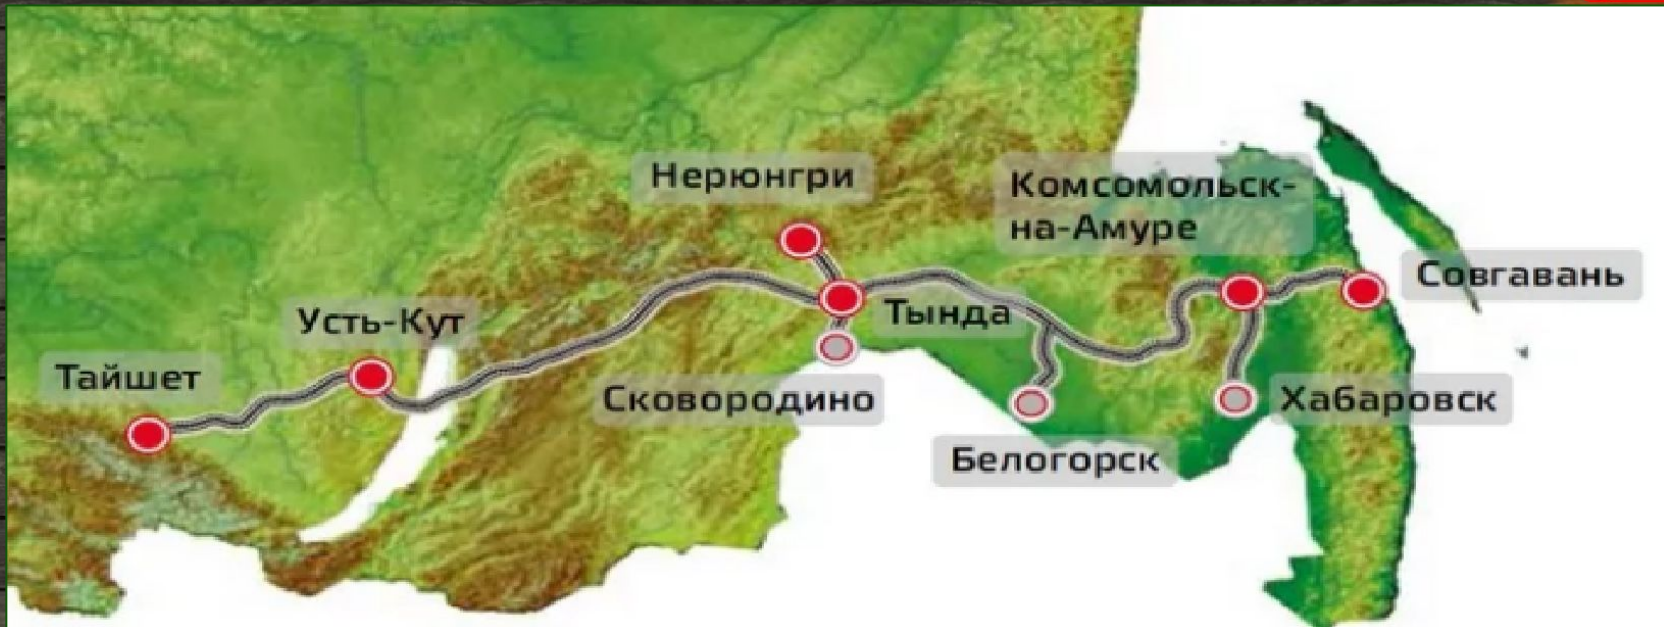 Нерюнгри
Комсомольск-
на-Амуре
Совгавань
Усть-Кут
Тында
Тайшет
Сковородино
Хабаровск
Белогорск